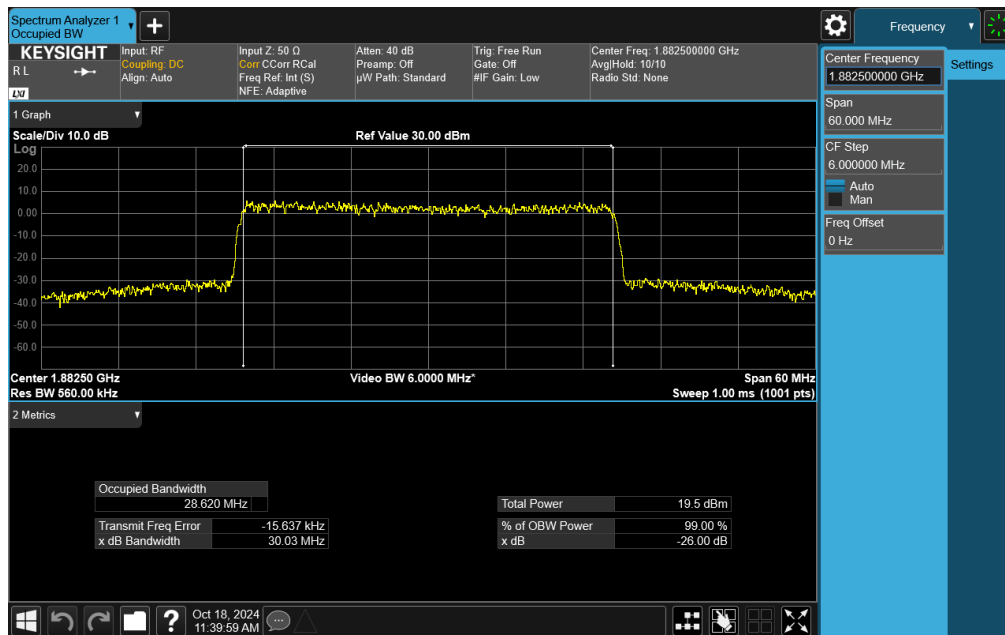 Spectrum Analyzer 1
Occupied BW
Frequency
KEYSIGHT
R L
LXI
Input: RF
Coupling: DC
Align: Auto
Input Z: 50 Ω
Corr CCorr RCal
Freq Ref: Int (S)
NFE: Adaptive
Atten: 40 dB
Preamp: Off
µW Path: Standard
Trig: Free Run
Gate: Off
#IF Gain: Low
Center Freq: 1.882500000 GHz
Avg|Hold: 10/10
Radio Std: None
Center Frequency
1.882500000 GHz
Settings
Span
60.000 MHz
CF Step
6.000000 MHz
Auto
Man
Freq Offset
0 Hz
1 Graph
Scale/Div 10.0 dB
Ref Value 30.00 dBm
Log
20.0
10.0
0.00
-10.0
-20.0
-30.0
-40.0
-50.0
-60.0
Center 1.88250 GHz
Video BW 6.0000 MHz*
Span 60 MHz
Res BW 560.00 kHz
Sweep 1.00 ms (1001 pts)
2 Metrics
Occupied Bandwidth
28.620 MHz
Total Power 19.5 dBm
Transmit Freq Error -15.637 kHz
% of OBW Power 99.00 %
x dB Bandwidth 30.03 MHz
x dB -26.00 dB
Oct 18, 2024
11:39:59 AM